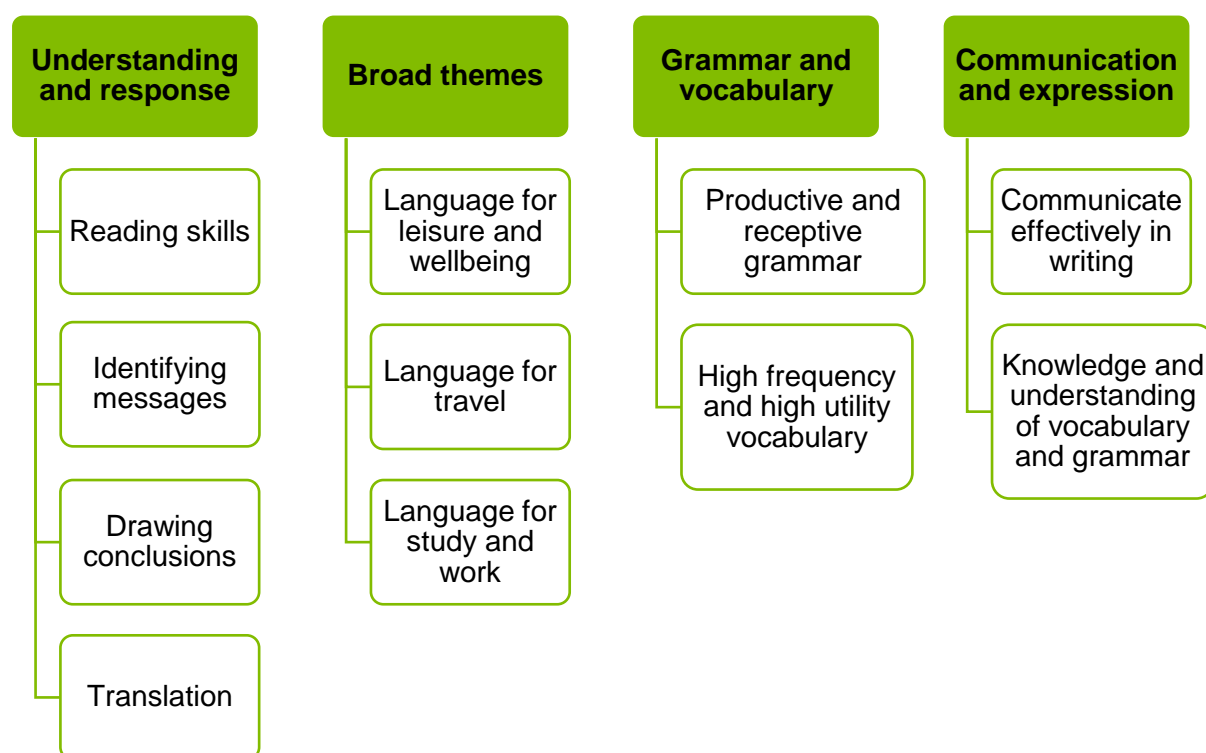 Understanding
and response
Reading skills
Identifying
messages
Drawing
conclusions
Translation
Broad themes
Language for
leisure and
wellbeing
Language for
travel
Language for
study and
work
Grammar and
vocabulary
Productive and
receptive
grammar
High frequency
and high utility
vocabulary
Communication
and expression
Communicate
effectively in
writing
Knowledge and
understanding
of vocabulary
and grammar